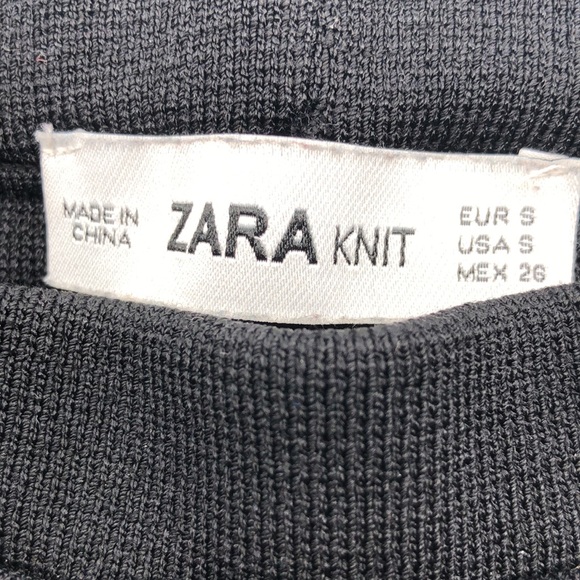 MADE IN
CHINA
ZARA KNIT
EUR S
USA S
MEX 26